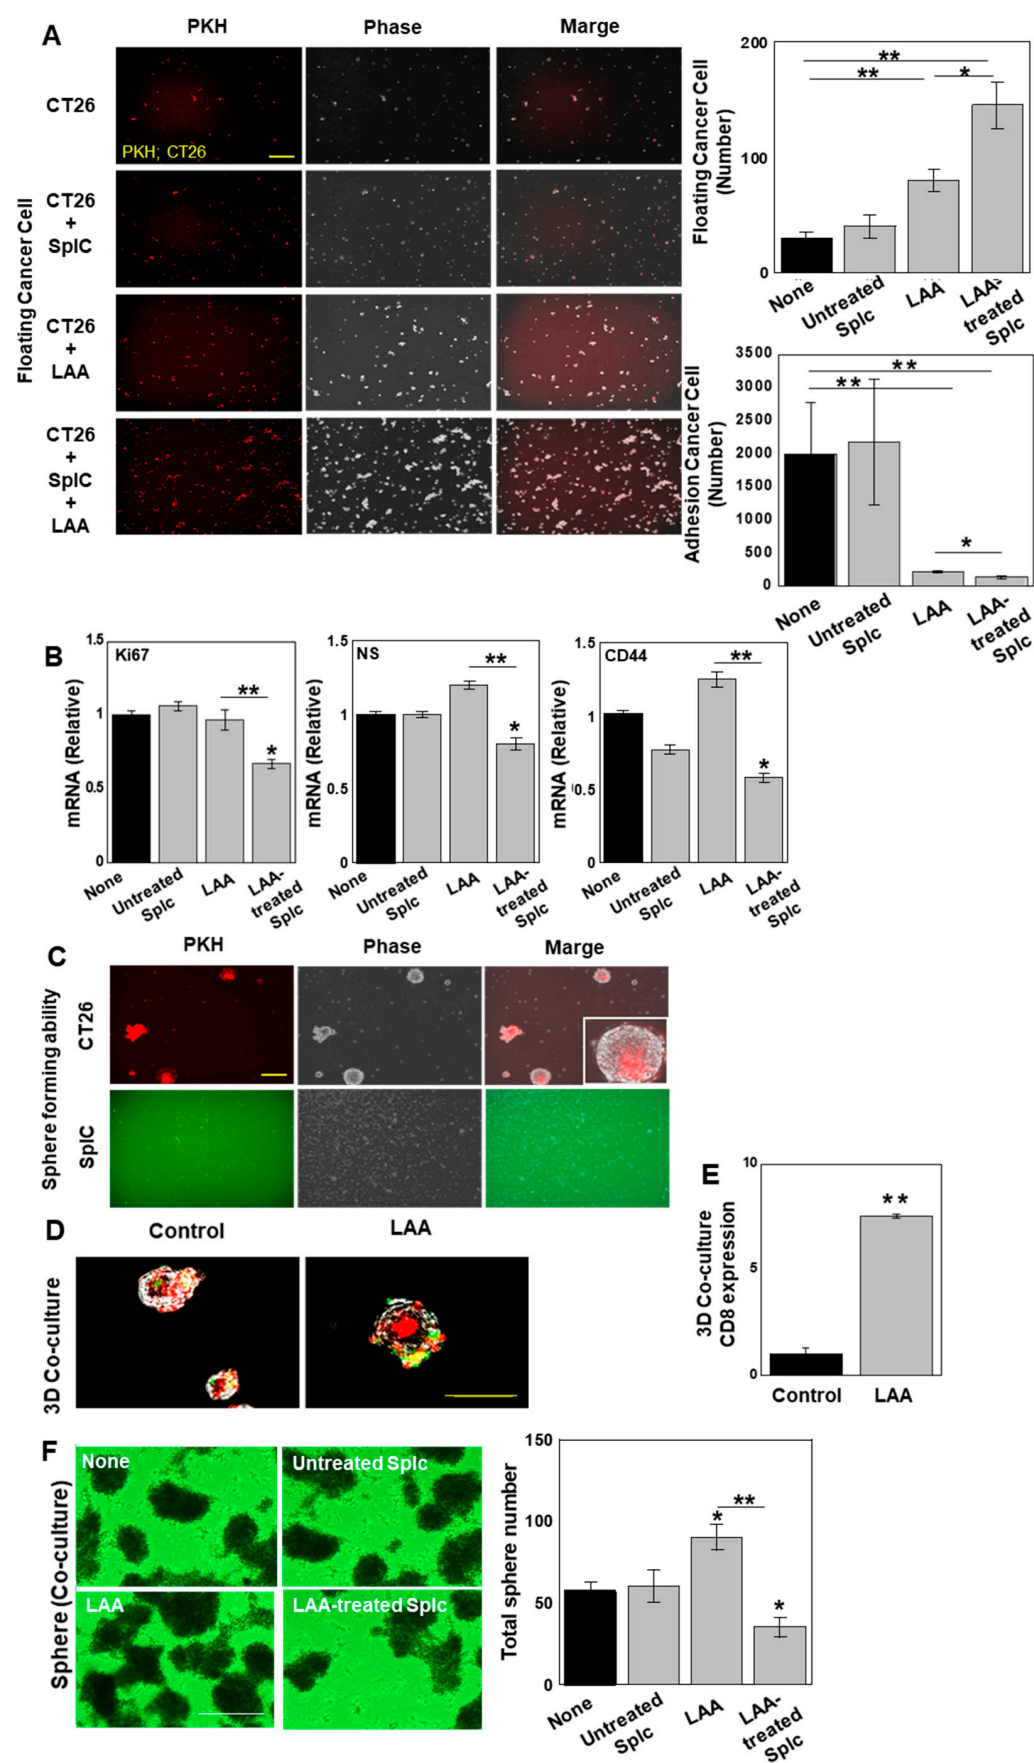 A
PKH
Phase
Marge
Floating Cancer Cell
CT26
PKH; CT26
CT26
+
SplC
CT26
+
LAA
CT26
+
SplC
+
LAA
Floating Cancer Cell
(Number)
200
100
0
**
**
*
None
Untreated
Splc
LAA
LAA-
treated
Splc
Adhesion Cancer Cell
(Number)
3500
3000
2500
2000
1500
1000
500
0
**
**
*
None
Untreated
Splc
LAA
LAA-
treated
Splc
B
mRNA (Relative)
1.5
1
0.5
0
Ki67
**
*
None
Untreated
Splc
LAA
LAA-
treated
Splc
mRNA (Relative)
1.5
1
0.5
0
NS
**
*
None
Untreated
Splc
LAA
LAA-
treated
Splc
mRNA (Relative)
1.5
1
0.5
0
CD44
**
*
None
Untreated
Splc
LAA
LAA-
treated
Splc
C
PKH
Phase
Marge
Sphere forming ability
CT26
SplC
D
Control
LAA
3D Co-culture
E
3D Co-culture
CD8 expression
10
5
0
**
Control
LAA
F
Sphere (Co-culture)
None
Untreated Splc
LAA
LAA-treated Splc
Total sphere number
150
100
50
0
*
**
*
None
Untreated
Splc
LAA
LAA-
treated
Splc